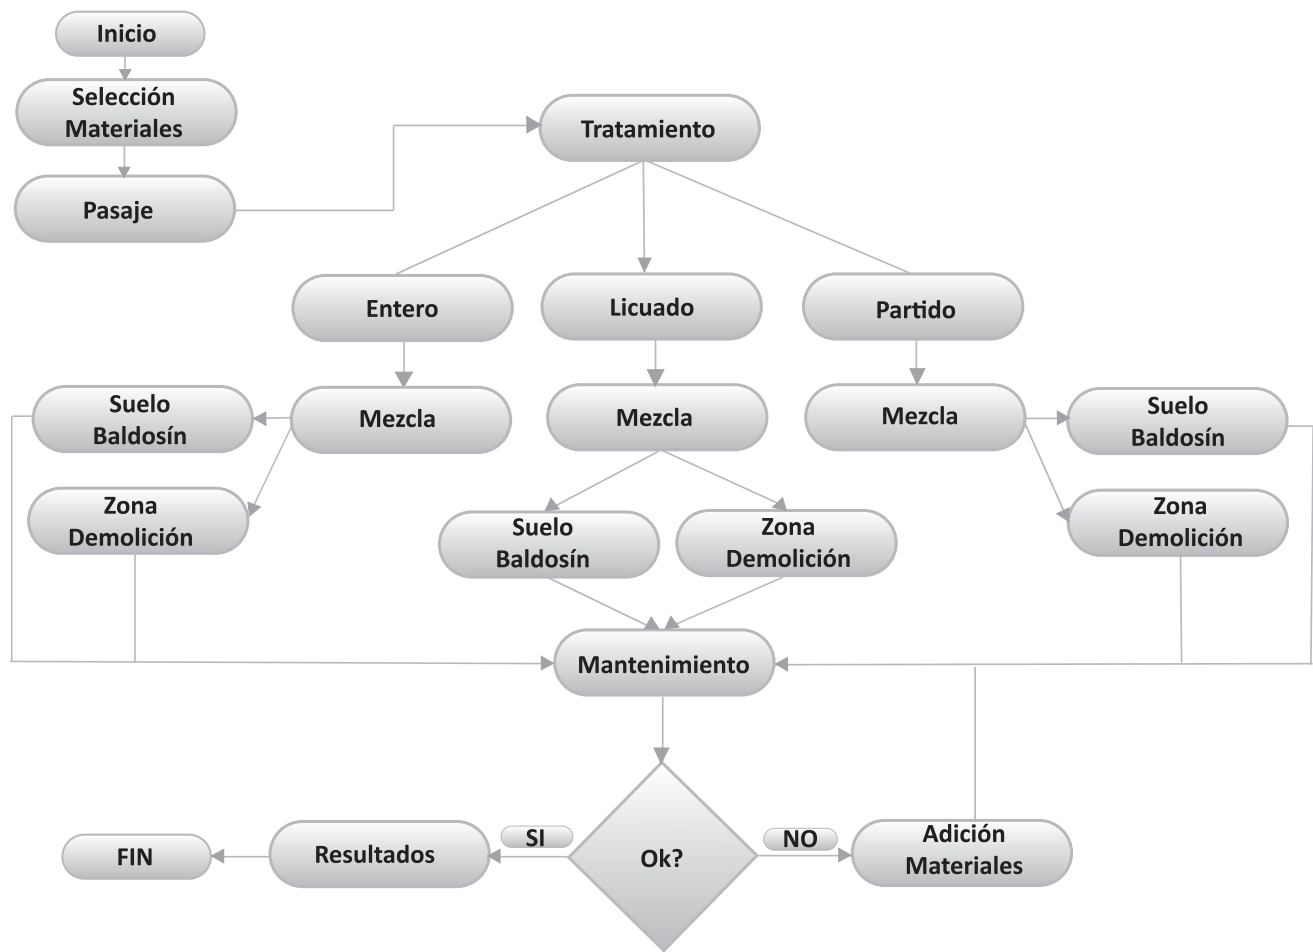 Inicio
Selección
Materiales
Pasaje
Tratamiento
Entero
Licuado
Partido
Mezcla
Mezcla
Mezcla
Suelo
Baldosín
Zona
Demolición
Suelo
Baldosín
Zona
Demolición
Suelo
Baldosín
Zona
Demolición
Mantenimiento
Ok?
SI
NO
Resultados
FIN
Adición
Materiales